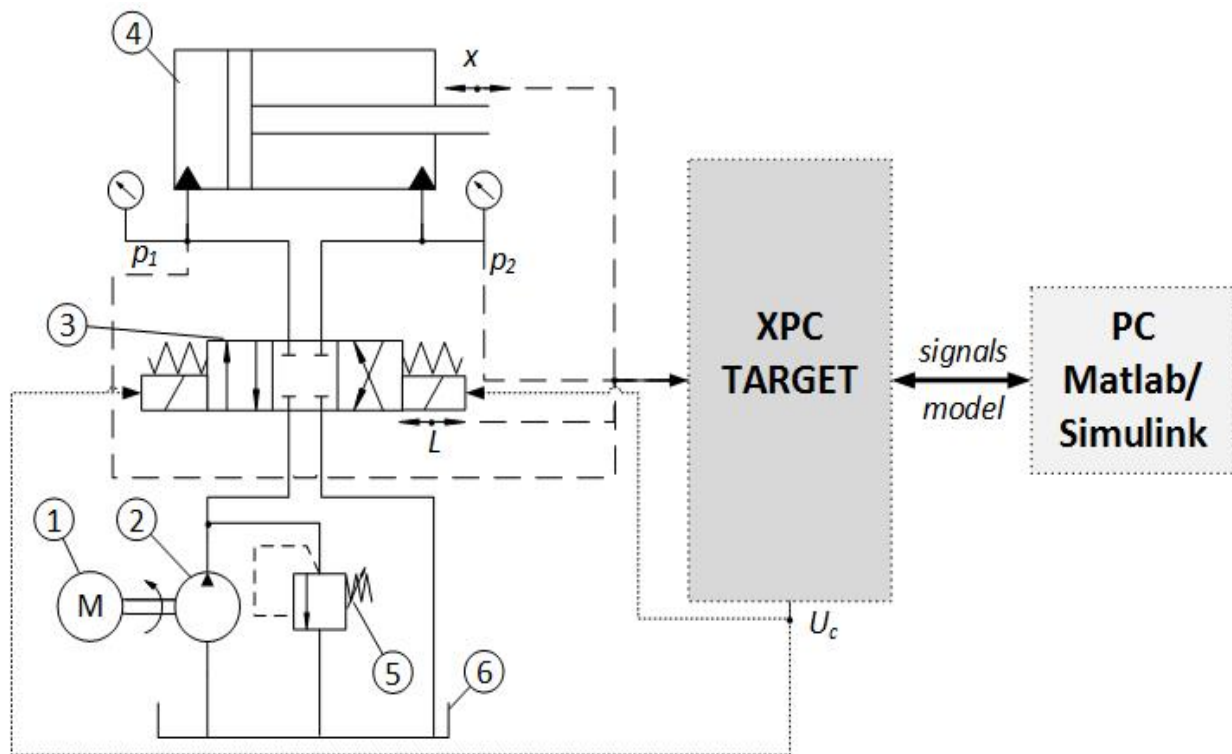 4
x
p1
p2
3
L
1
2
M
5
6
XPC
TARGET
signals
model
PC
Matlab/
Simulink
Uc